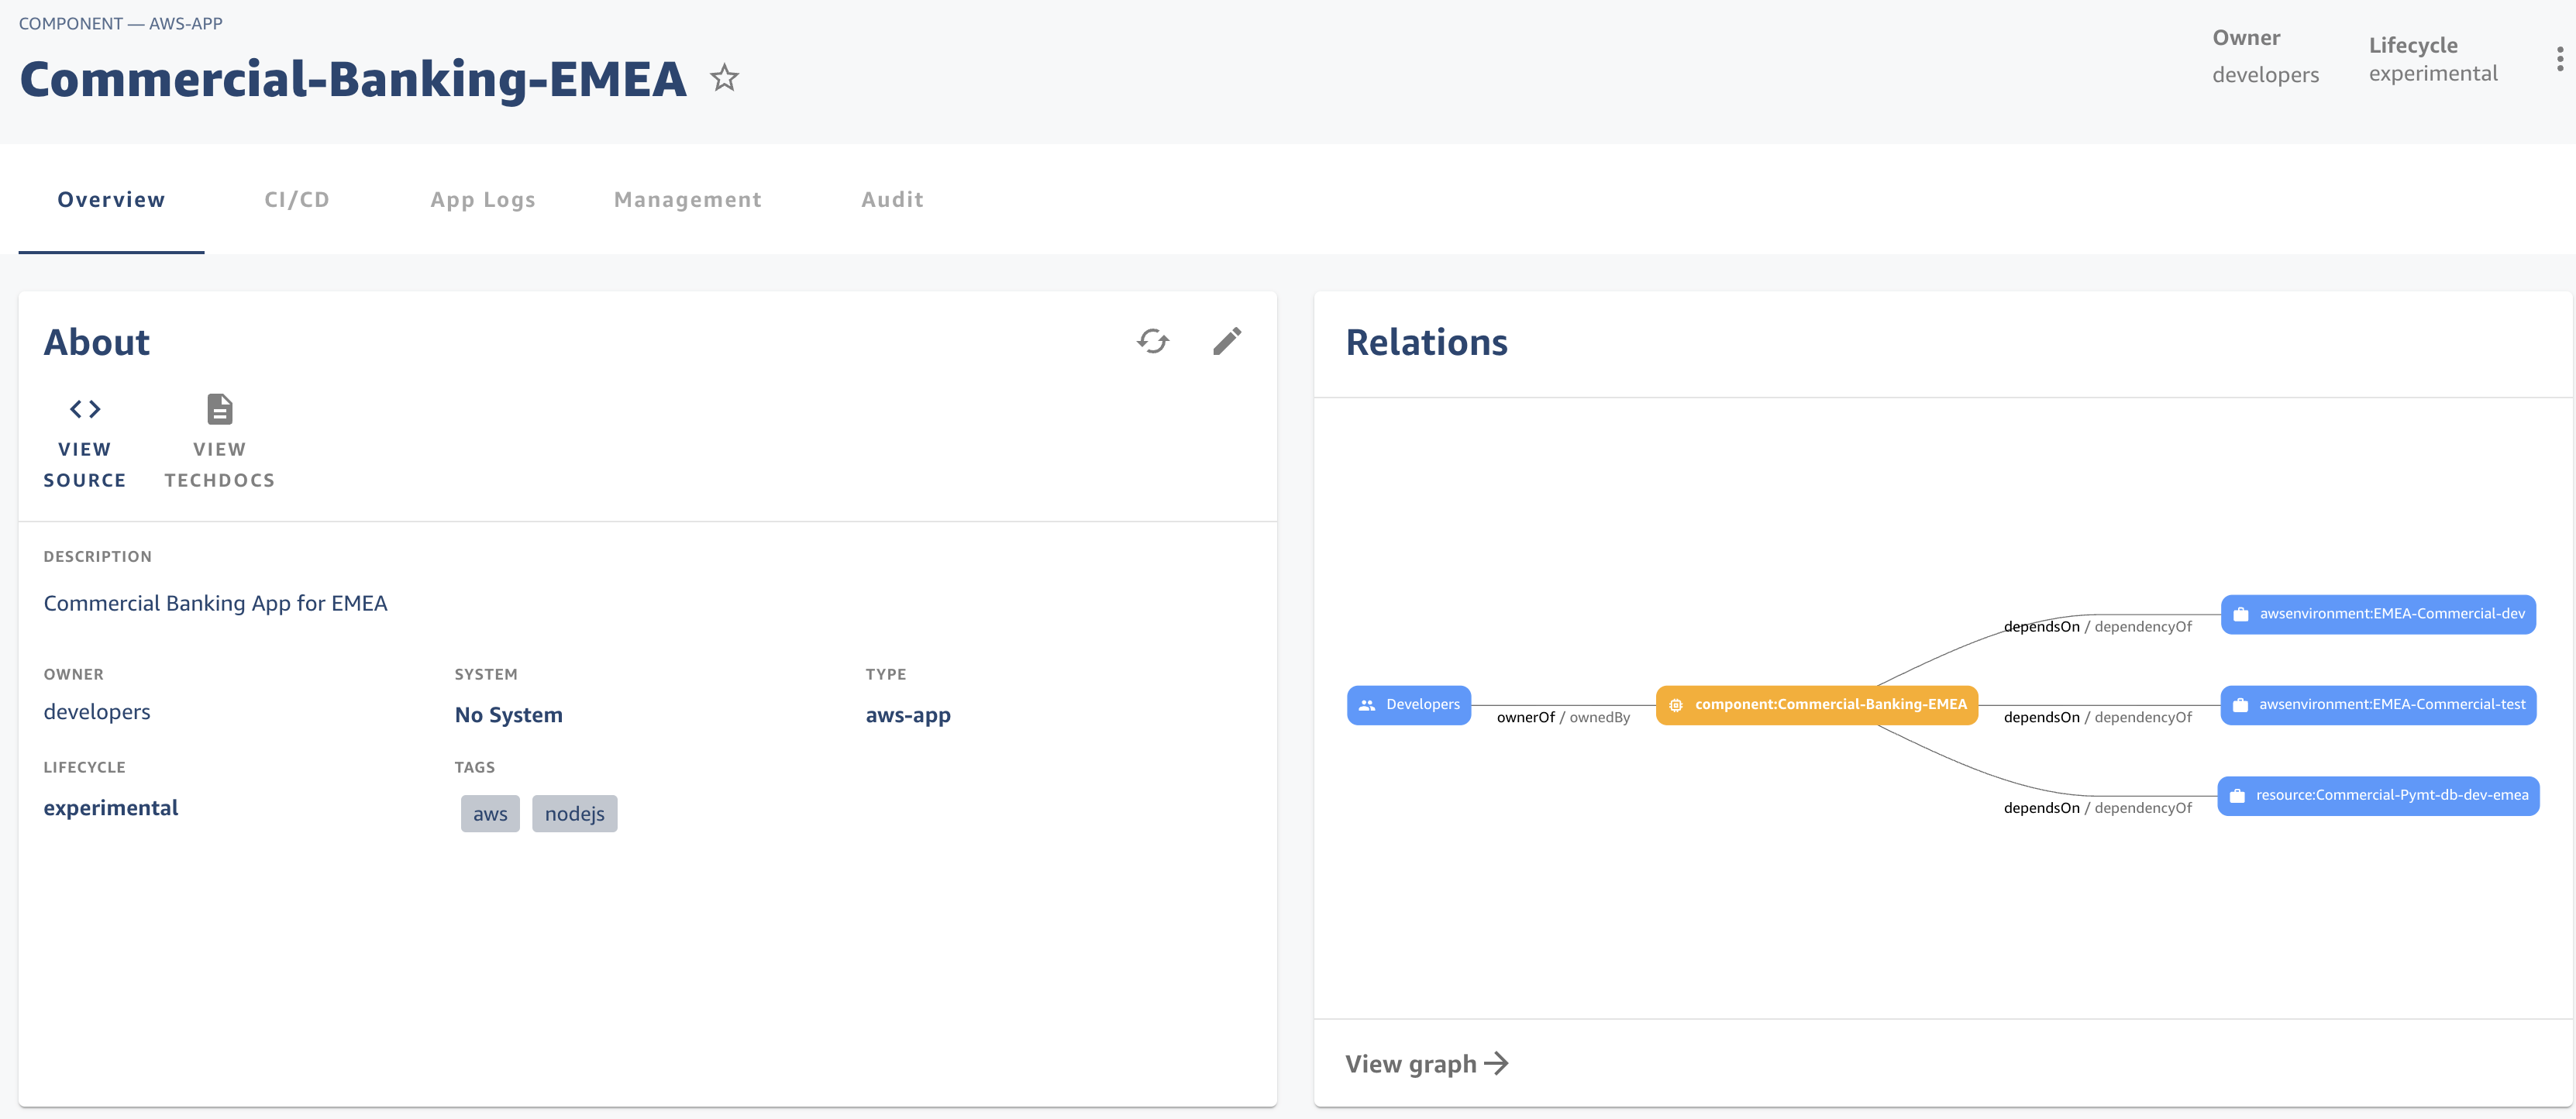 COMPONENT — AWS-APP
Commercial-Banking-EMEA
Owner
developers
Lifecycle
experimental
Overview
CI/CD
App Logs
Management
Audit
About
VIEW
SOURCE
VIEW
TECHDOCS
DESCRIPTION
Commercial Banking App for EMEA
OWNER
developers
SYSTEM
No System
TYPE
aws-app
LIFECYCLE
experimental
TAGS
aws
nodejs
Relations
Developers
ownerOf / ownedBy
component:Commercial-Banking-EMEA
dependsOn / dependencyOf
awsenvironment:EMEA-Commercial-dev
dependsOn / dependencyOf
awsenvironment:EMEA-Commercial-test
dependsOn / dependencyOf
resource:Commercial-Pymt-db-dev-emea
View graph